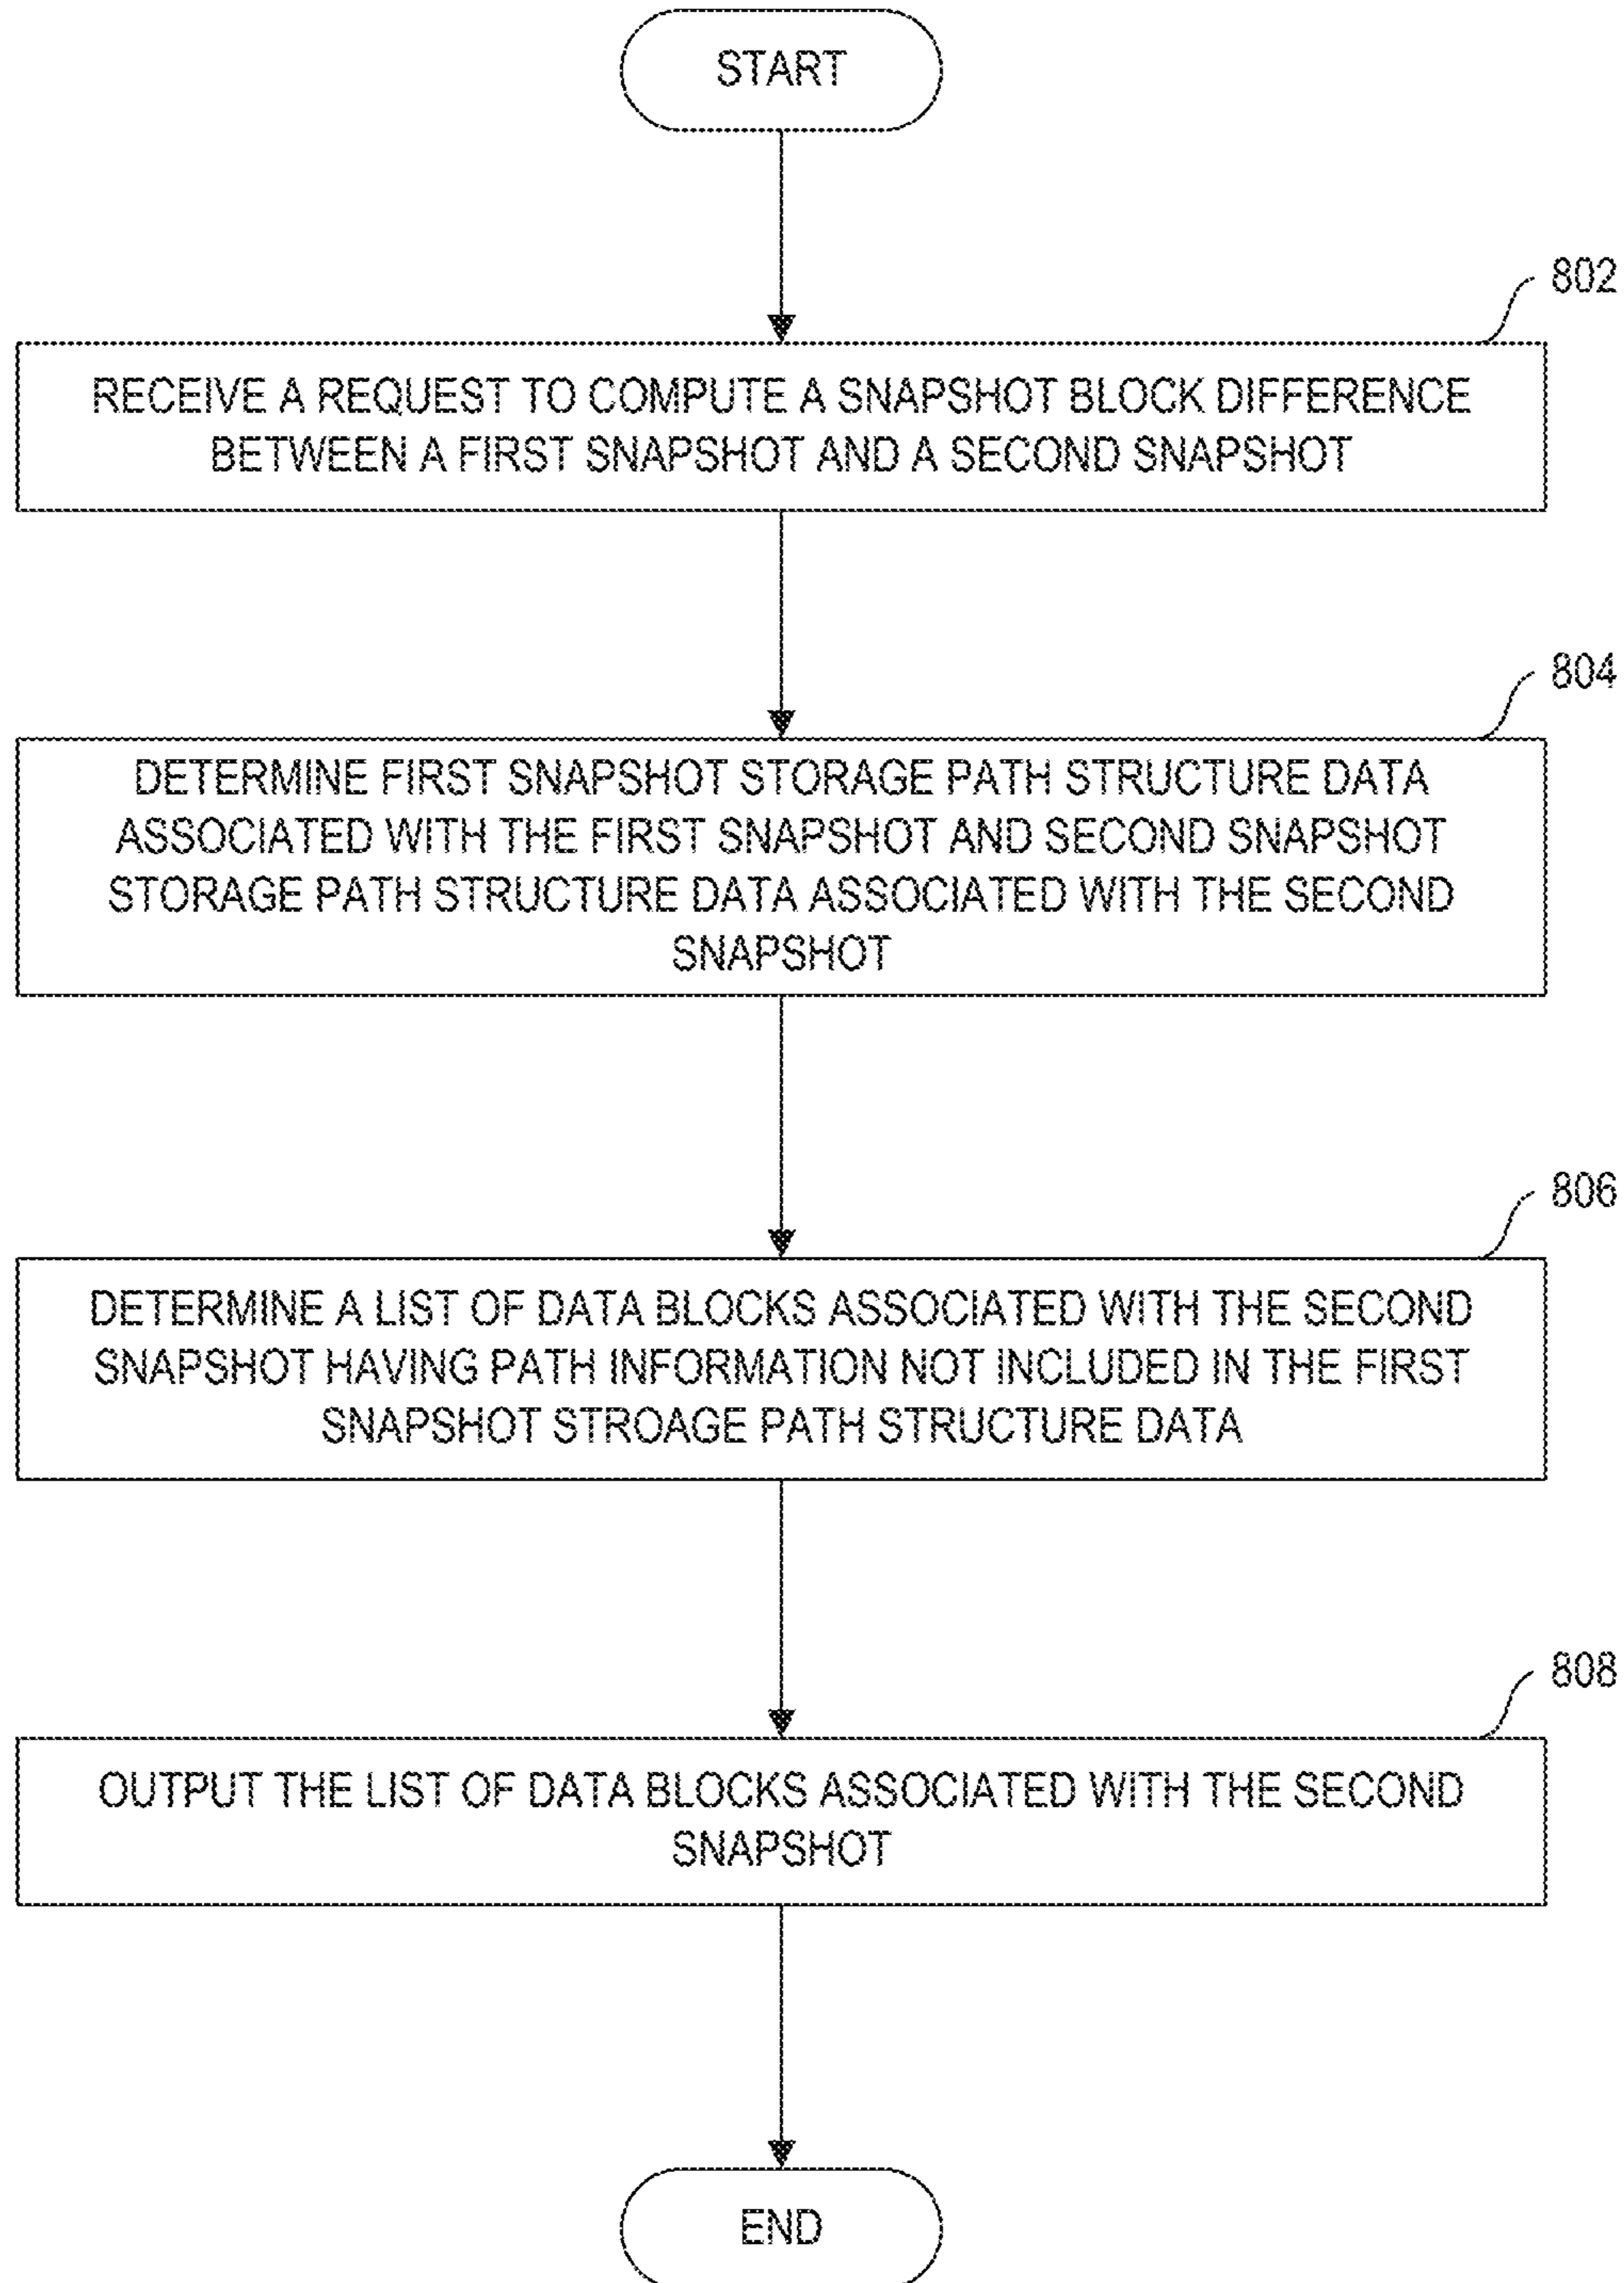 START
802
RECEIVE A REQUEST TO COMPUTE A SNAPSHOT BLOCK DIFFERENCE
BETWEEN A FIRST SNAPSHOT AND A SECOND SNAPSHOT
804
DETERMINE FIRST SNAPSHOT STORAGE PATH STRUCTURE DATA
ASSOCIATED WITH THE FIRST SNAPSHOT AND SECOND SNAPSHOT
STORAGE PATH STRUCTURE DATA ASSOCIATED WITH THE SECOND
SNAPSHOT
806
DETERMINE A LIST OF DATA BLOCKS ASSOCIATED WITH THE SECOND
SNAPSHOT HAVING PATH INFORMATION NOT INCLUDED IN THE FIRST
SNAPSHOT STROAGE PATH STRUCTURE DATA
808
OUTPUT THE LIST OF DATA BLOCKS ASSOCIATED WITH THE SECOND
SNAPSHOT
END